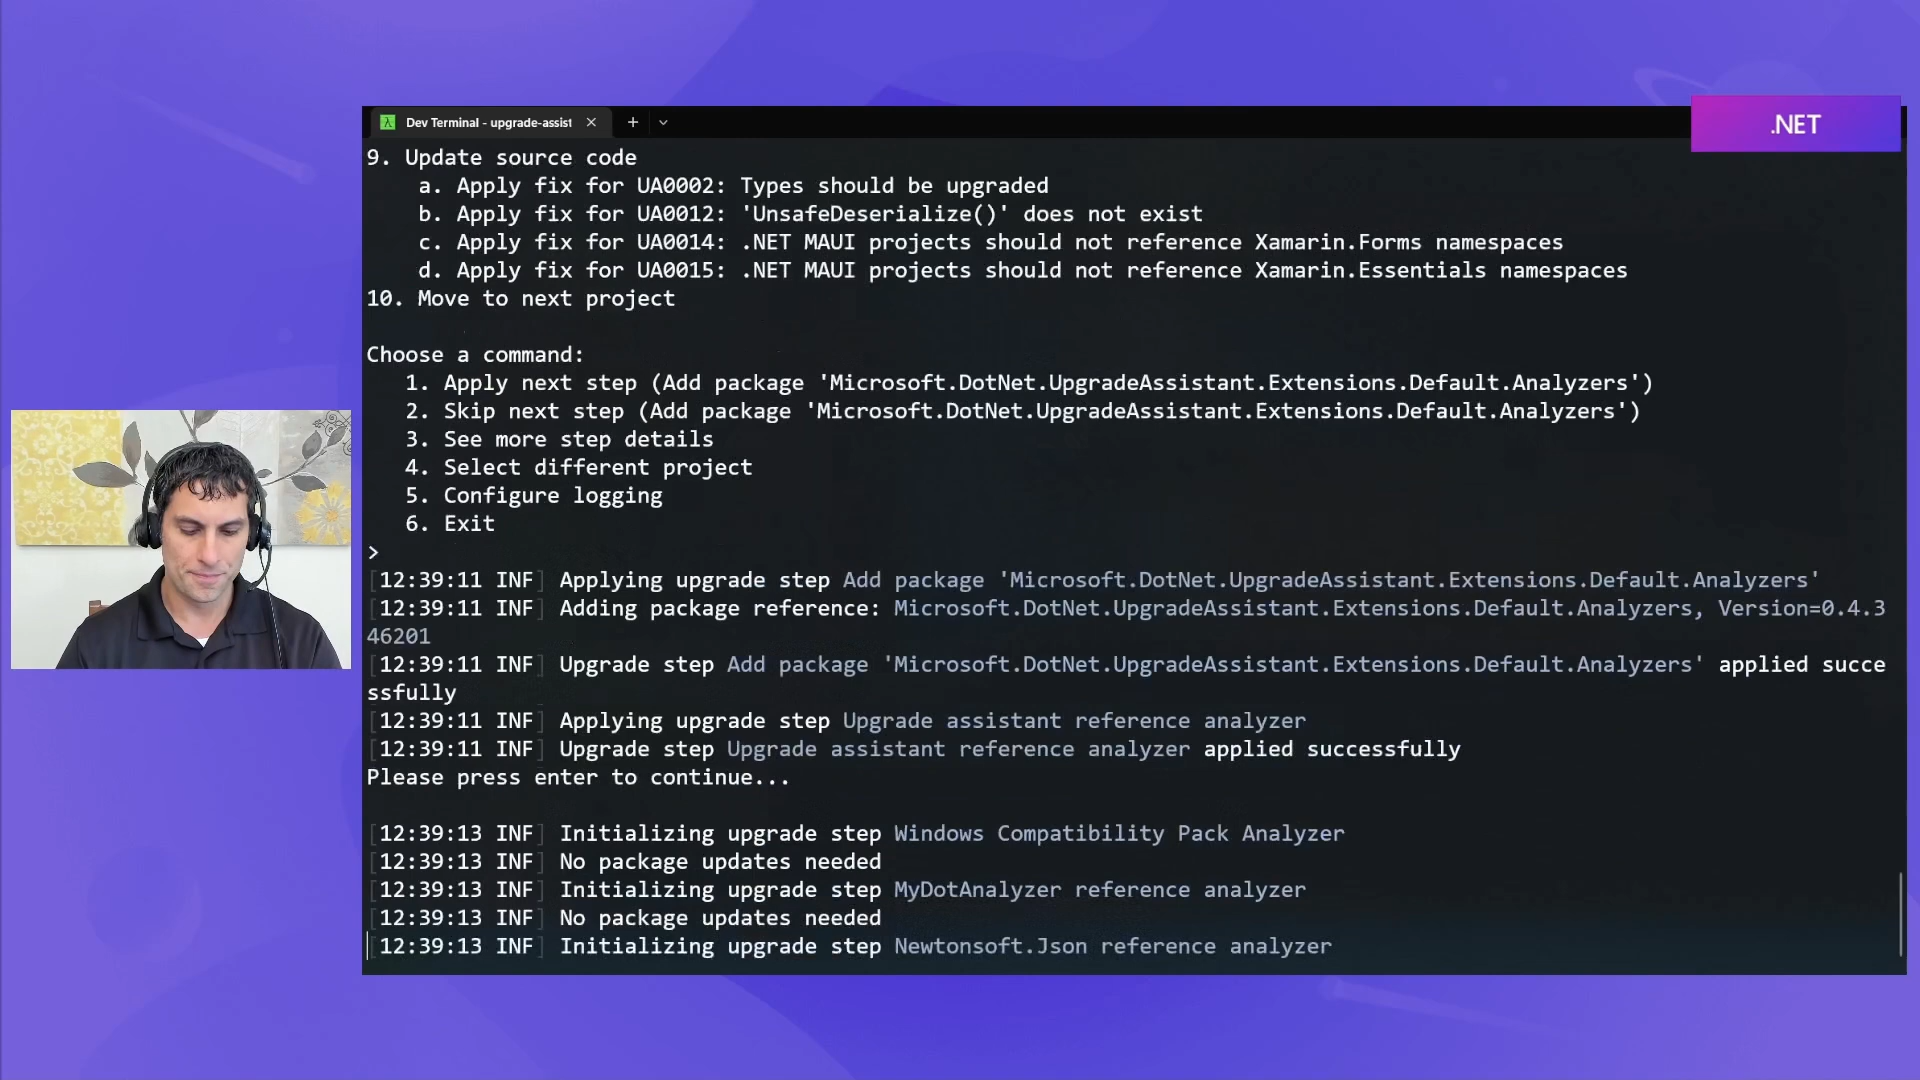 Dev Terminal - upgrade-assist
.NET
9. Update source code
a. Apply fix for UA0002: Types should be upgraded
b. Apply fix for UA0012: 'UnsafeDeserialize()' does not exist
c. Apply fix for UA0014: .NET MAUI projects should not reference Xamarin.Forms namespaces
d. Apply fix for UA0015: .NET MAUI projects should not reference Xamarin.Essentials namespaces
10. Move to next project
Choose a command:
1. Apply next step (Add package 'Microsoft.DotNet.UpgradeAssistant.Extensions.Default.Analyzers')
2. Skip next step (Add package 'Microsoft.DotNet.UpgradeAssistant.Extensions.Default.Analyzers')
3. See more step details
4. Select different project
5. Configure logging
6. Exit
>
[12:39:11 INF] Applying upgrade step Add package 'Microsoft.DotNet.UpgradeAssistant.Extensions.Default.Analyzers'
[12:39:11 INF] Adding package reference: Microsoft.DotNet.UpgradeAssistant.Extensions.Default.Analyzers, Version=0.4.3
46201
[12:39:11 INF] Upgrade step Add package 'Microsoft.DotNet.UpgradeAssistant.Extensions.Default.Analyzers' applied succe
ssfully
[12:39:11 INF] Applying upgrade step Upgrade assistant reference analyzer
[12:39:11 INF] Upgrade step Upgrade assistant reference analyzer applied successfully
Please press enter to continue...
[12:39:13 INF] Initializing upgrade step Windows Compatibility Pack Analyzer
[12:39:13 INF] No package updates needed
[12:39:13 INF] Initializing upgrade step MyDotAnalyzer reference analyzer
[12:39:13 INF] No package updates needed
[12:39:13 INF] Initializing upgrade step Newtonsoft.Json reference analyzer